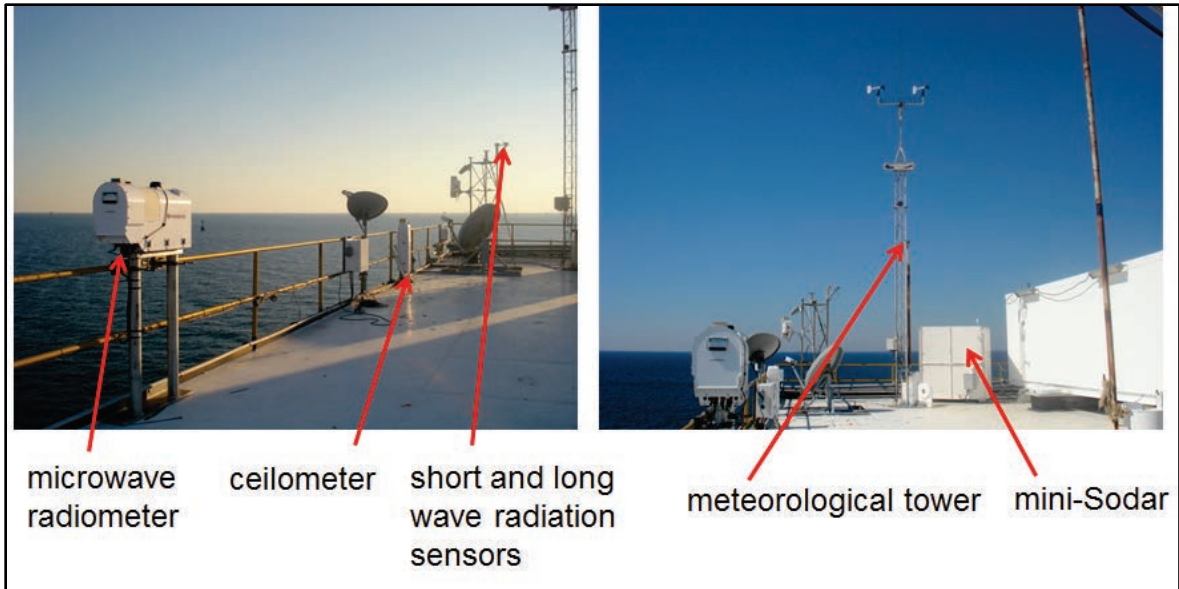 microwave
radiometer
ceilometer
short and long
wave radiation
sensors
meteorological tower
mini-Sodar